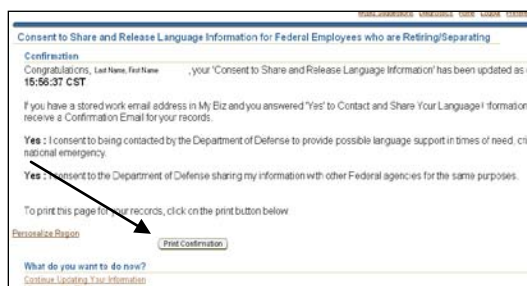 Consent to Share and Release Language Information for Federal Employees who are Retiring/Separating
Confirmation
Congratulations, Last Name, First Name , your 'Consent to Share and Release Language Information' has been updated as
15:56:37 CST
If you have a stored work email address in My Biz and you answered 'Yes' to Contact and Share Your Language Information
receive a Confirmation Email for your records.
Yes : I consent to being contacted by the Department of Defense to provide possible language support in times of need, cri
national emergency.
Yes : I consent to the Department of Defense sharing my information with other Federal agencies for the same purposes.
To print this page for your records, click on the print button below
Personalize Region
Print Confirmation
What do you want to do now?
Continue Updating Your Information